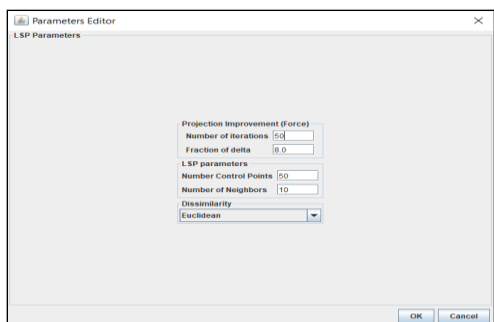 Parameters Editor
LSP Parameters
Projection Improvement (Force)
Number of iterations 50
Fraction of delta 8.0
LSP parameters
Number Control Points 50
Number of Neighbors 10
Dissimilarity
Euclidean
OK Cancel